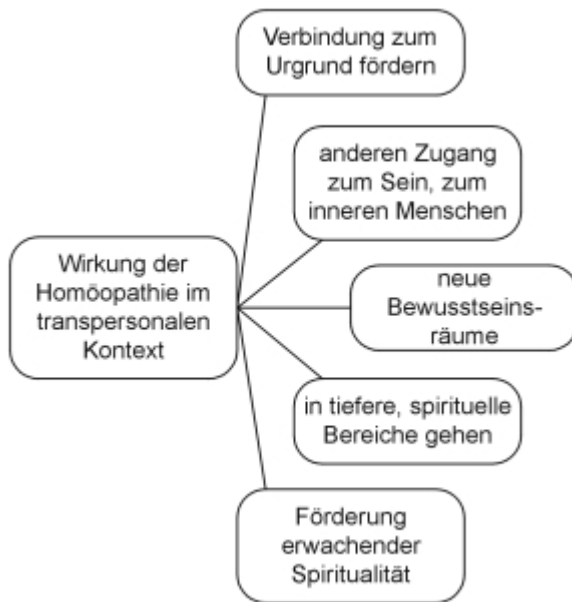 Verbindung zum
Urgrund fördern
anderen Zugang
zum Sein, zum
inneren Menschen
Wirkung der
Homöopathie im
transpersonalen
Kontext
neue
Bewusstseins-
räume
in tiefere, spirituelle
Bereiche gehen
Förderung
erwachender
Spiritualität